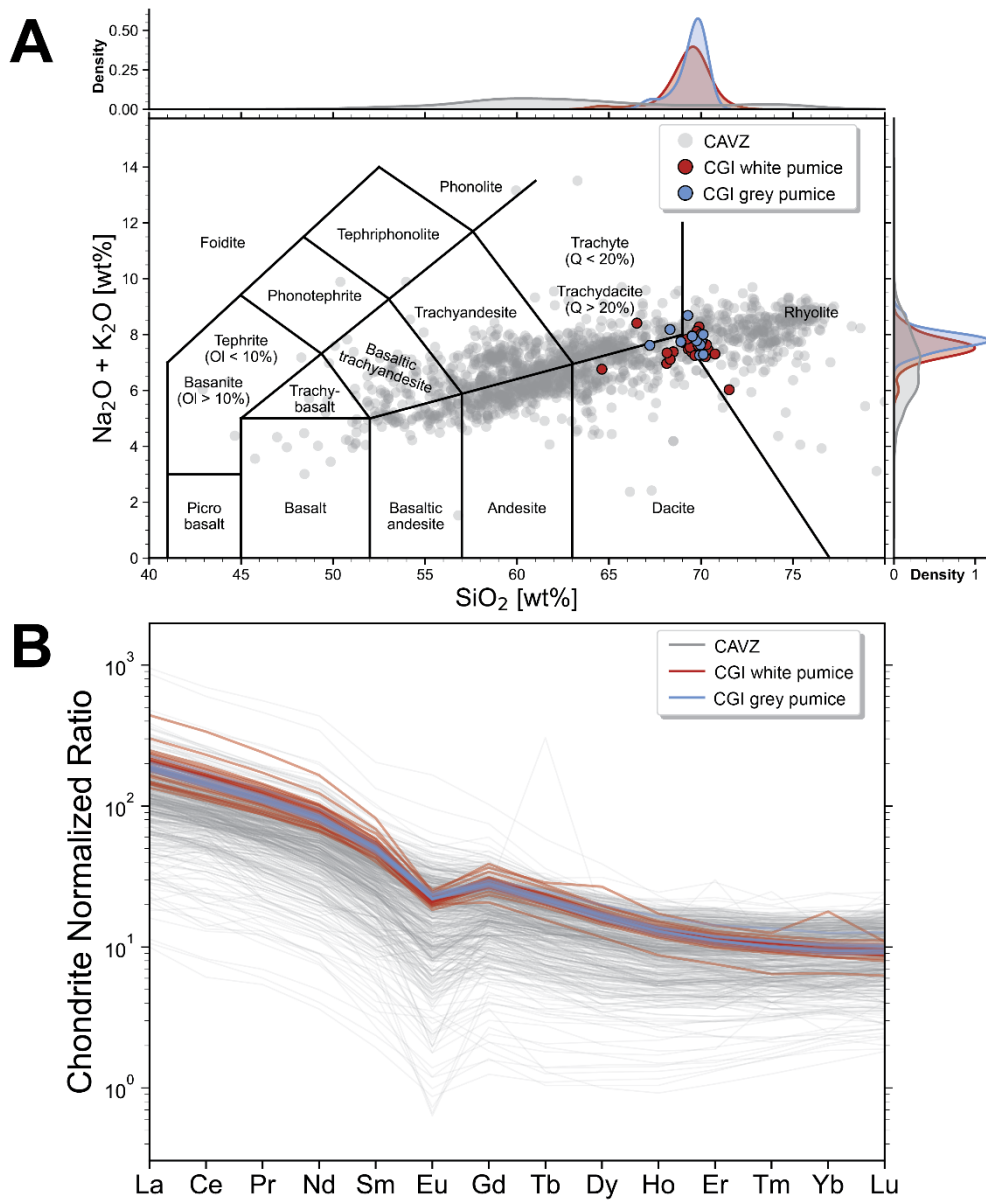 A
Density
0.50
0.25
0.00
CAVZ
CGI white pumice
CGI grey pumice
Na₂O + K₂O [wt%]
14
12
10
8
6
4
2
0
Foidite
Phonolite
Tephriphonolite
Phonotephrite
Trachyandesite
Trachyte
(Q < 20%)
Trachydacite
(Q > 20%)
Rhyolite
Tephrite
(Ol < 10%)
Basanite
(Ol > 10%)
Trachy-
basalt
Basaltic
trachyandesite
Picro
basalt
Basalt
Basaltic
andesite
Andesite
Dacite
40
45
50
55
60
65
70
75
SiO₂ [wt%]
0 Density 1
B
CAVZ
CGI white pumice
CGI grey pumice
Chondrite Normalized Ratio
10³
10²
10¹
10⁰
La Ce Pr Nd Sm Eu Gd Tb Dy Ho Er Tm Yb Lu